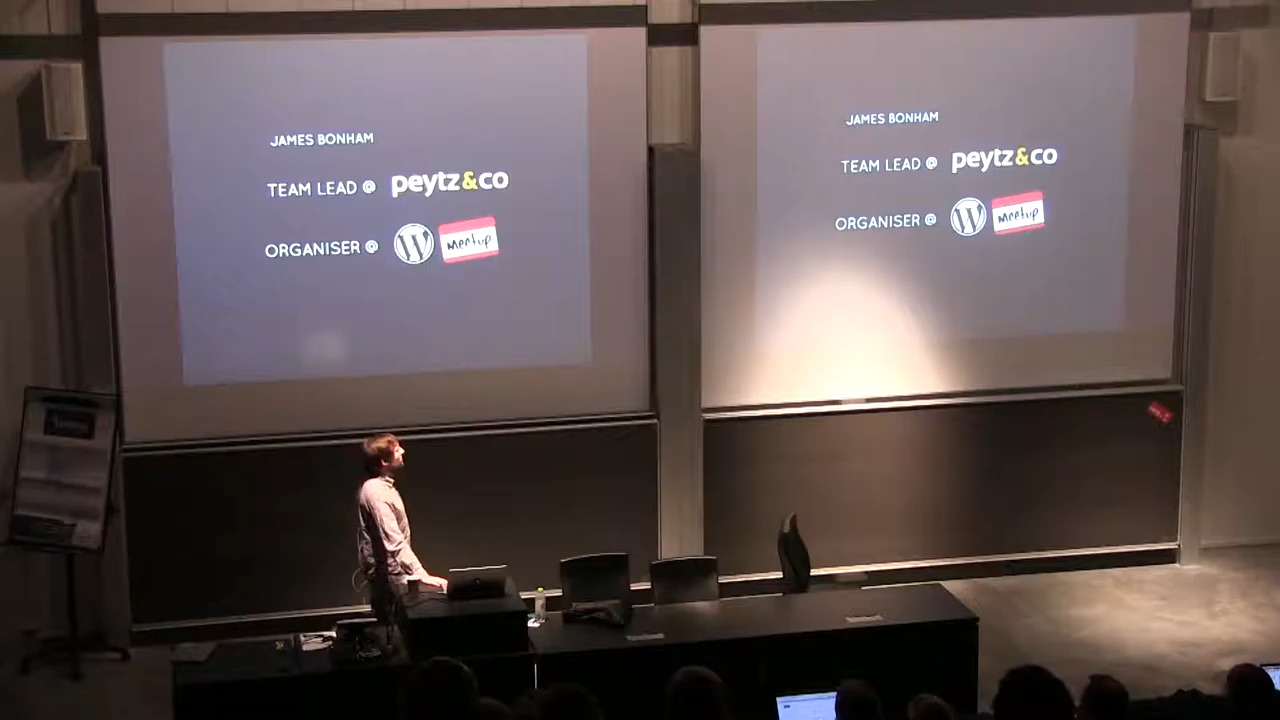 JAMES BONHAM
TEAM LEAD @ peytz&co
ORGANISER @ W Meetup
JAMES BONHAM
TEAM LEAD @ peytz&co
ORGANISER @ W Meetup